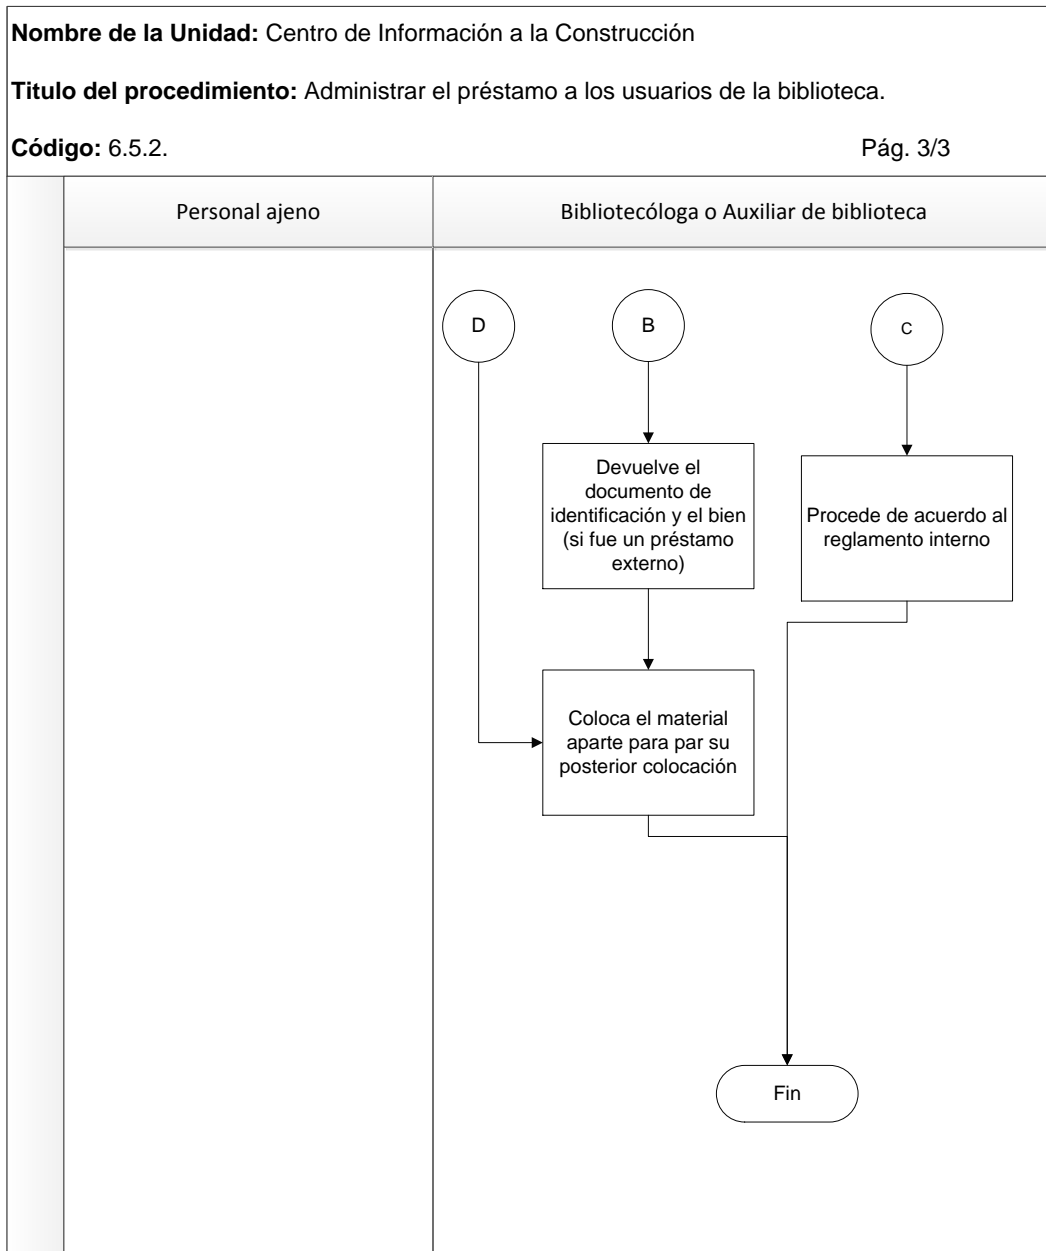 Nombre de la Unidad: Centro de Información a la Construcción
Titulo del procedimiento: Administrar el préstamo a los usuarios de la biblioteca.
Código: 6.5.2. Pág. 3/3
Personal ajeno
Bibliotecóloga o Auxiliar de biblioteca
D
B
C
Devuelve el
documento de
identificación y el bien
(si fue un préstamo
externo)
Procede de acuerdo al
reglamento interno
Coloca el material
aparte para par su
posterior colocación
Fin